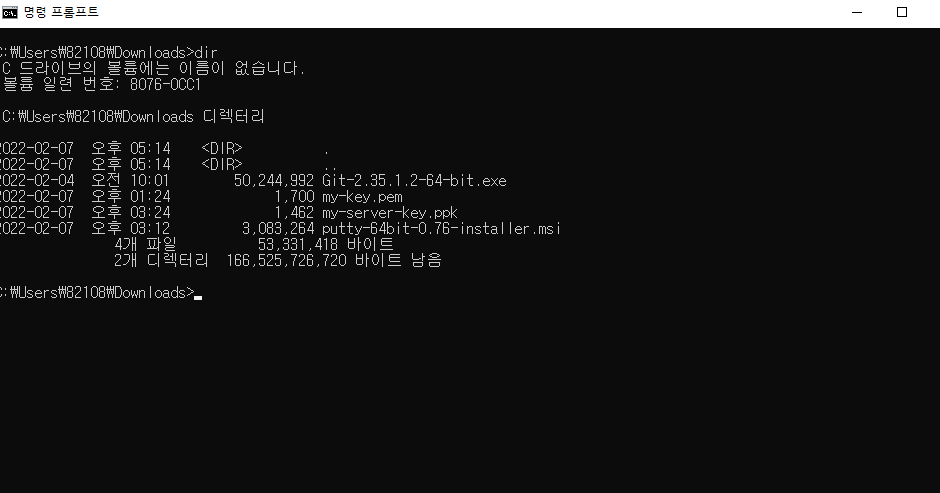 명령 프롬프트
C:₩Users₩82108₩Downloads>dir
C 드라이브의 볼륨에는 이름이 없습니다.
볼륨 일련 번호: 8076-0CC1
C:₩Users₩82108₩Downloads 디렉터리
2022-02-07 오후 05:14 <DIR> .
2022-02-07 오후 05:14 <DIR> ..
2022-02-04 오전 10:01 50,244,992 Git-2.35.1.2-64-bit.exe
2022-02-07 오후 01:24 1,700 my-key.pem
2022-02-07 오후 03:24 1,462 my-server-key.ppk
2022-02-07 오후 03:12 3,083,264 putty-64bit-0.76-installer.msi
4개 파일 53,331,418 바이트
2개 디렉터리 166,525,726,720 바이트 남음
C:₩Users₩82108₩Downloads>